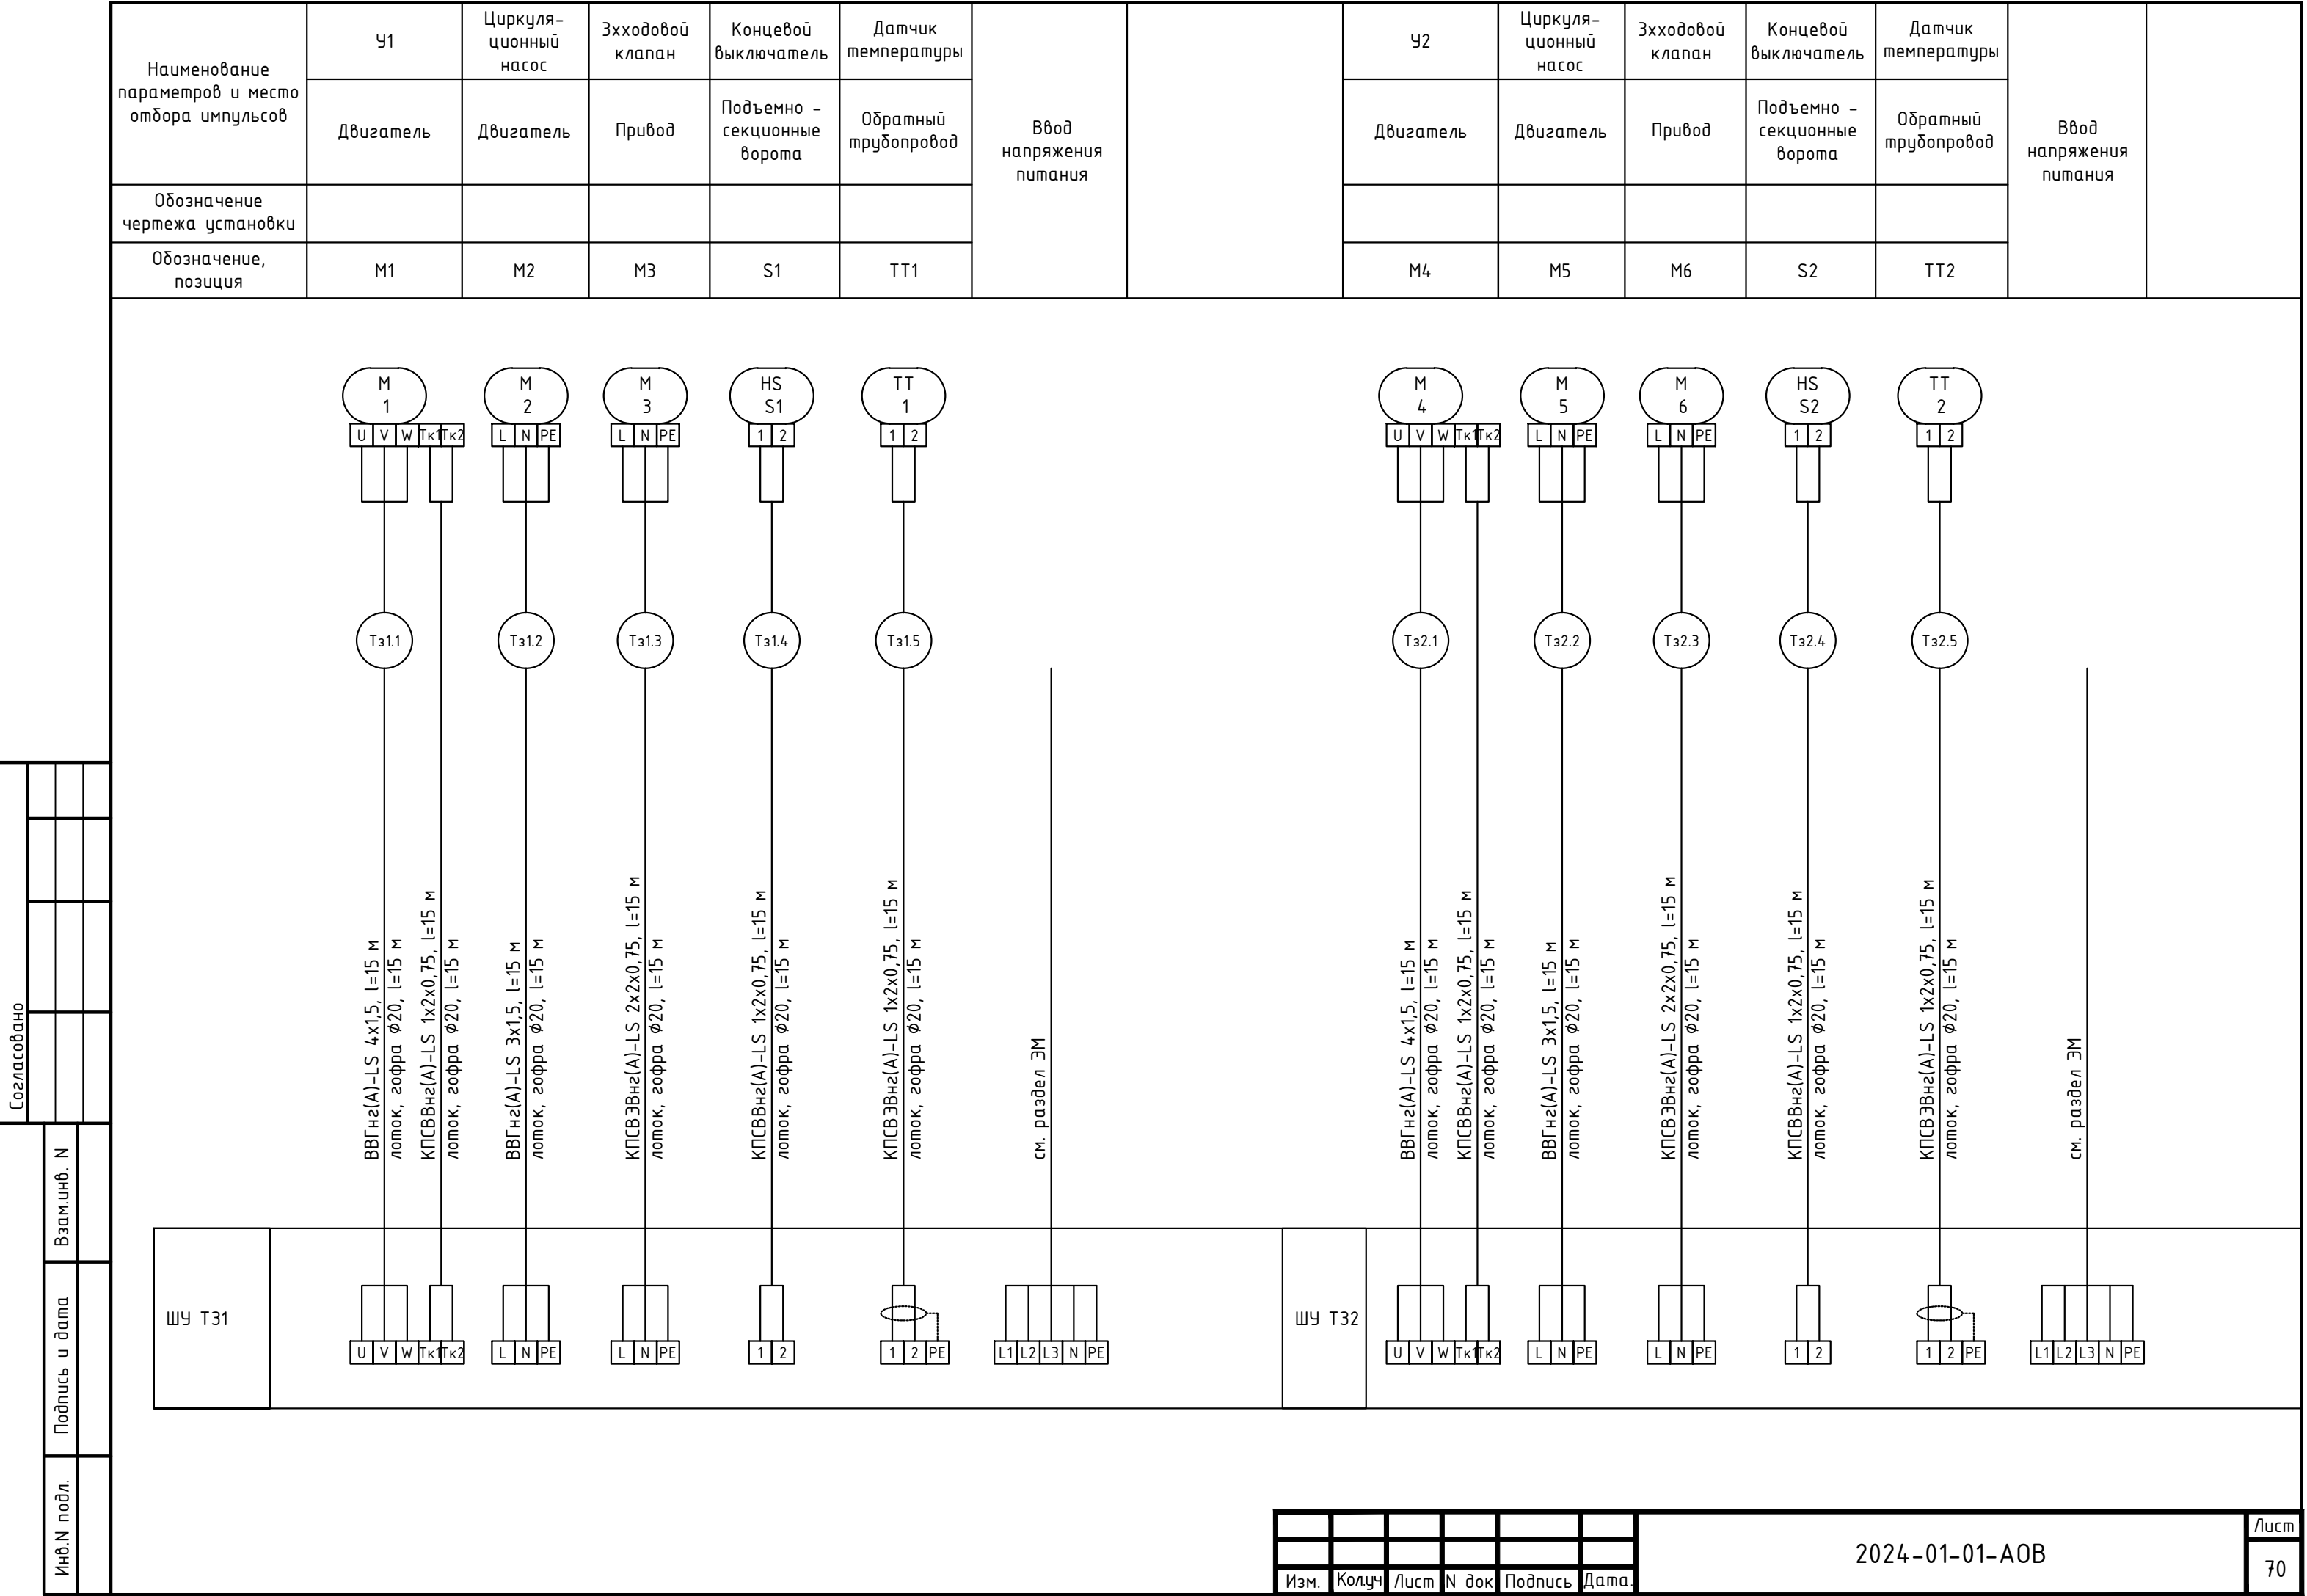 Наименование
параметров и место
отбора импульсов
У1
Циркуля-
ционный
насос
3хходовой
клапан
Концевой
выключатель
Датчик
температуры
Двигатель
Двигатель
Привод
Подъемно -
секционные
ворота
Обратный
трубопровод
Ввод
напряжения
питания
У2
Циркуля-
ционный
насос
3хходовой
клапан
Концевой
выключатель
Датчик
температуры
Двигатель
Двигатель
Привод
Подъемно -
секционные
ворота
Обратный
трубопровод
Ввод
напряжения
питания
Обозначение
чертежа установки
Обозначение,
позиция
М1
М2
М3
S1
ТТ1
М4
М5
М6
S2
ТТ2
М
1
М
2
М
3
HS
S1
ТТ
1
М
4
М
5
М
6
HS
S2
ТТ
2
U V W Тк1 Тк2
L N PE
L N PE
1 2
1 2
U V W Тк1 Тк2
L N PE
L N PE
1 2
1 2
Тз1.1
Тз1.2
Тз1.3
Тз1.4
Тз1.5
Тз2.1
Тз2.2
Тз2.3
Тз2.4
Тз2.5
ВВГнг(А)-LS 4х1,5, l=15 м
лоток, гофра Ф20, l=15 м
КПСВВнг(А)-LS 1х2х0,75, l=15 м
лоток, гофра Ф20, l=15 м
ВВГнг(А)-LS 3х1,5, l=15 м
лоток, гофра Ф20, l=15 м
КПСВЭВнг(А)-LS 2х2х0,75, l=15 м
лоток, гофра Ф20, l=15 м
КПСВВнг(А)-LS 1х2х0,75, l=15 м
лоток, гофра Ф20, l=15 м
КПСВЭВнг(А)-LS 1х2х0,75, l=15 м
лоток, гофра Ф20, l=15 м
см. раздел ЭМ
ВВГнг(А)-LS 4х1,5, l=15 м
лоток, гофра Ф20, l=15 м
КПСВВнг(А)-LS 1х2х0,75, l=15 м
лоток, гофра Ф20, l=15 м
ВВГнг(А)-LS 3х1,5, l=15 м
лоток, гофра Ф20, l=15 м
КПСВЭВнг(А)-LS 2х2х0,75, l=15 м
лоток, гофра Ф20, l=15 м
КПСВВнг(А)-LS 1х2х0,75, l=15 м
лоток, гофра Ф20, l=15 м
КПСВЭВнг(А)-LS 1х2х0,75, l=15 м
лоток, гофра Ф20, l=15 м
см. раздел ЭМ
ШУ ТЗ1
U V W Тк1 Тк2
L N PE
L N PE
1 2
1 2 PE
L1 L2 L3 N PE
ШУ ТЗ2
U V W Тк1 Тк2
L N PE
L N PE
1 2
1 2 PE
L1 L2 L3 N PE
Согласовано
Взам.инв. N
Подпись и дата
Инв.N подл.
Изм. Кол.уч Лист N док Подпись Дата.
2024-01-01-АОВ
Лист
70